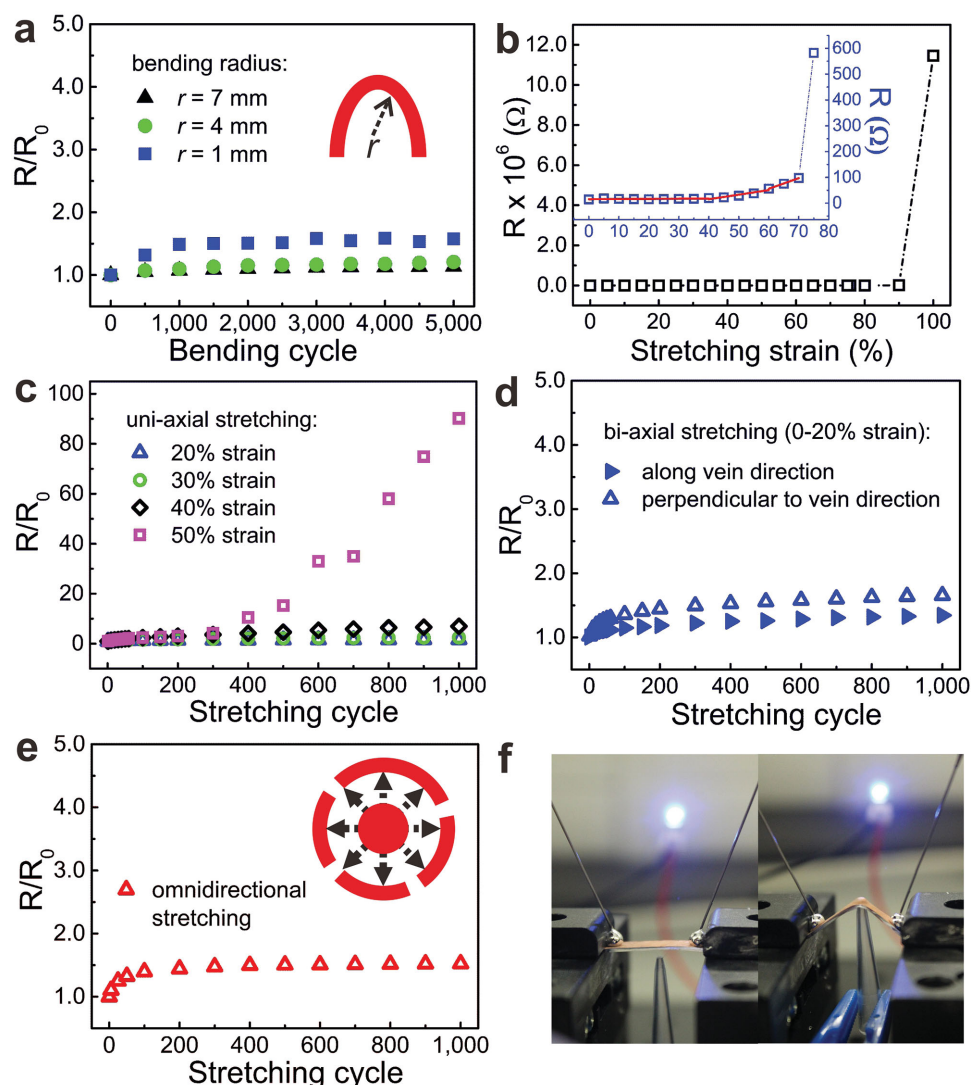 a
5.0
4.0
3.0
2.0
1.0
R/R0
bending radius:
r = 7 mm
r = 4 mm
r = 1 mm
r
0 1,000 2,000 3,000 4,000 5,000
Bending cycle
b
12.0
10.0
8.0
6.0
4.0
2.0
0.0
R x 10^6 (Ω)
600
500
400
300
200
100
0
R (Ω)
0 10 20 30 40 50 60 70 80
0 20 40 60 80 100
Stretching strain (%)
c
100
80
60
40
20
0
R/R0
uni-axial stretching:
20% strain
30% strain
40% strain
50% strain
0 200 400 600 800 1,000
Stretching cycle
d
5.0
4.0
3.0
2.0
1.0
R/R0
bi-axial stretching (0-20% strain):
along vein direction
perpendicular to vein direction
0 200 400 600 800 1,000
Stretching cycle
e
5.0
4.0
3.0
2.0
1.0
R/R0
omnidirectional
stretching
0 200 400 600 800 1,000
Stretching cycle
f